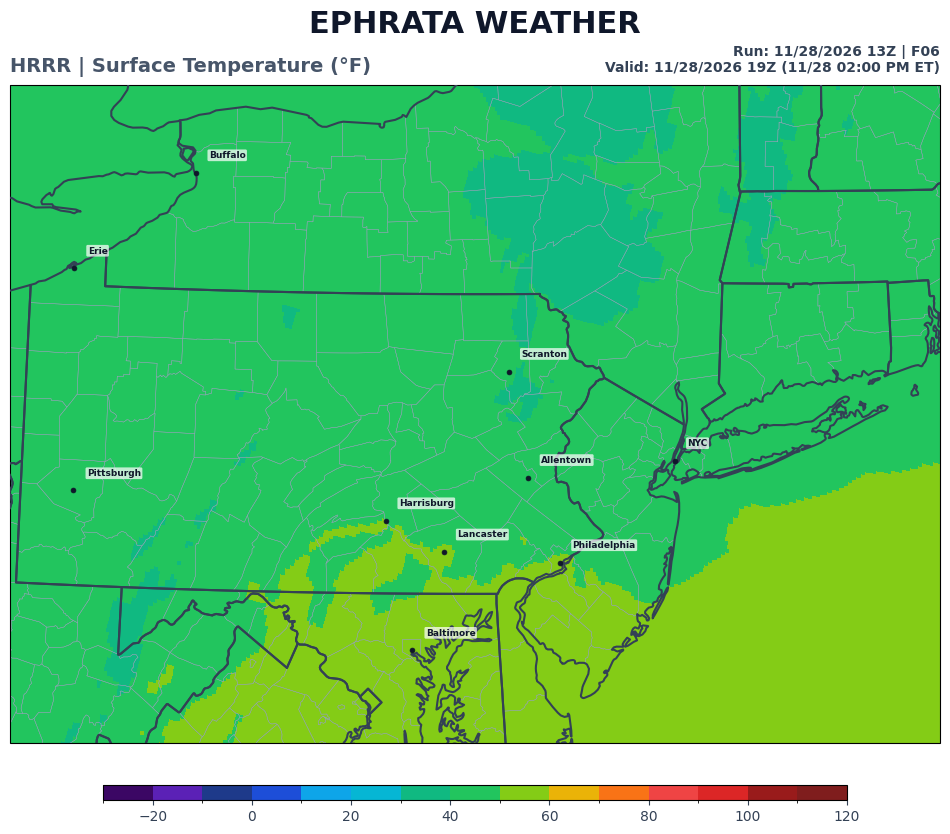 EPHRATA WEATHER
HRRR | Surface Temperature (°F)
Run: 11/28/2026 13Z | F06
Valid: 11/28/2026 19Z (11/28 02:00 PM ET)
Buffalo
Erie
Scranton
NYC
Allentown
Pittsburgh
Harrisburg
Lancaster
Philadelphia
Baltimore
−20 0 20 40 60 80 100 120